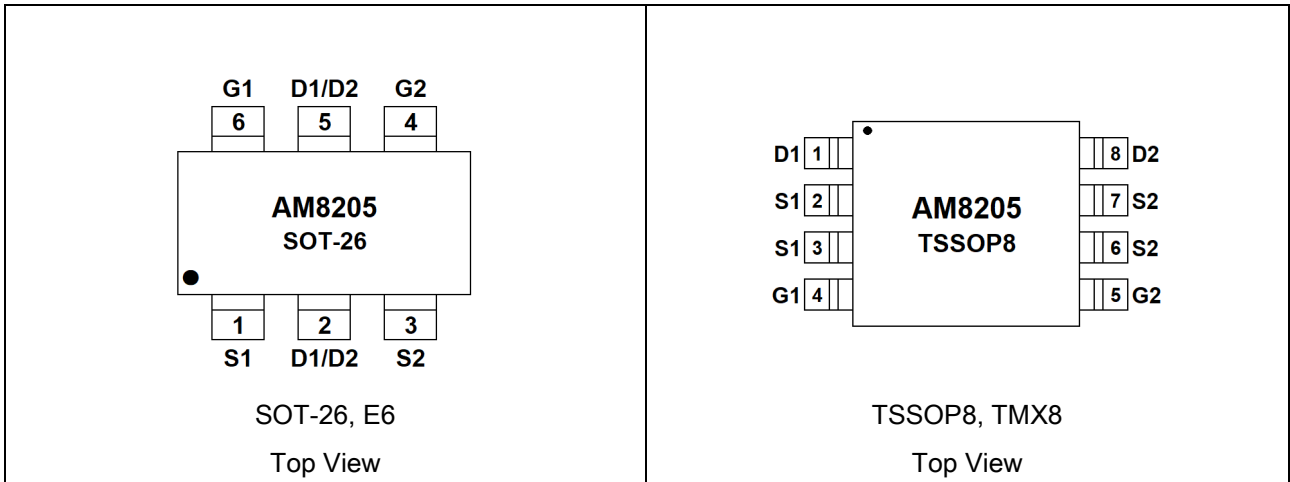 G1 D1/D2 G2
6 5 4
AM8205
SOT-26
1 2 3
S1 D1/D2 S2
SOT-26, E6
Top View
D1 1 8 D2
S1 2 7 S2
AM8205
TSSOP8
S1 3 6 S2
G1 4 5 G2
TSSOP8, TMX8
Top View